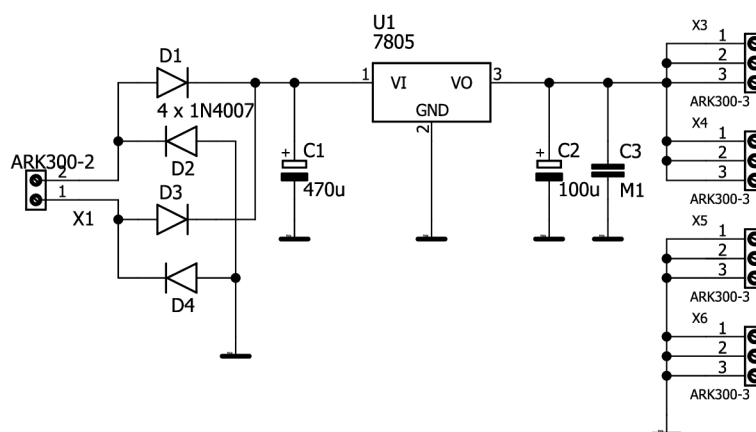 U1
7805
X3
1
2
3
ARK300-3
D1
1
VI
VO
3
GND
2
4 x 1N4007
D2
ARK300-2
2
1
X1
D3
D4
+
C1
470u
+
C2
100u
C3
M1
X4
1
2
3
ARK300-3
X5
1
2
3
ARK300-3
X6
1
2
3
ARK300-3